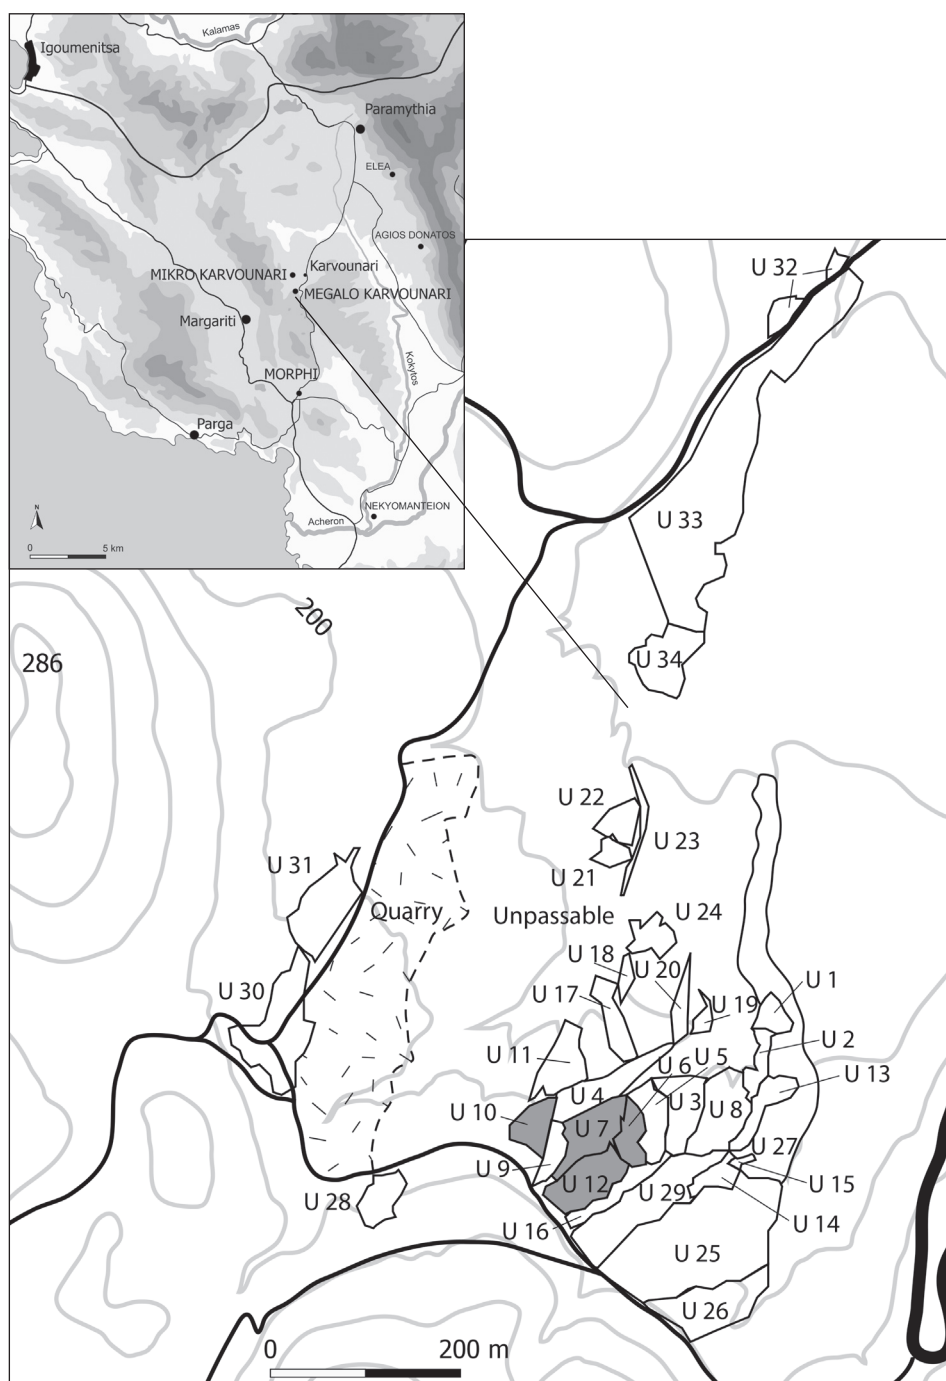 Kalamas
Igoumenitsa
Paramythia
ELEA
AGIOS DONATOS
MIKRO KARVOUNARI
Karvounari
MEGALO KARVOUNARI
Margariti
Kokytos
MORPHI
Parga
NEKYOMANTEION
Acheron
N
0 5 km
U 32
U 33
200
286
U 34
U 22
U 23
U 21
U 31
Quarry
Unpassable
U 24
U 18
U 20
U 30
U 17
U 19
U 1
U 11
U 6
U 5
U 2
U 13
U 4
U 3
U 8
U 10
U 7
U 27
U 9
U 12
U 29
U 15
U 28
U 16
U 14
U 25
U 26
0 200 m